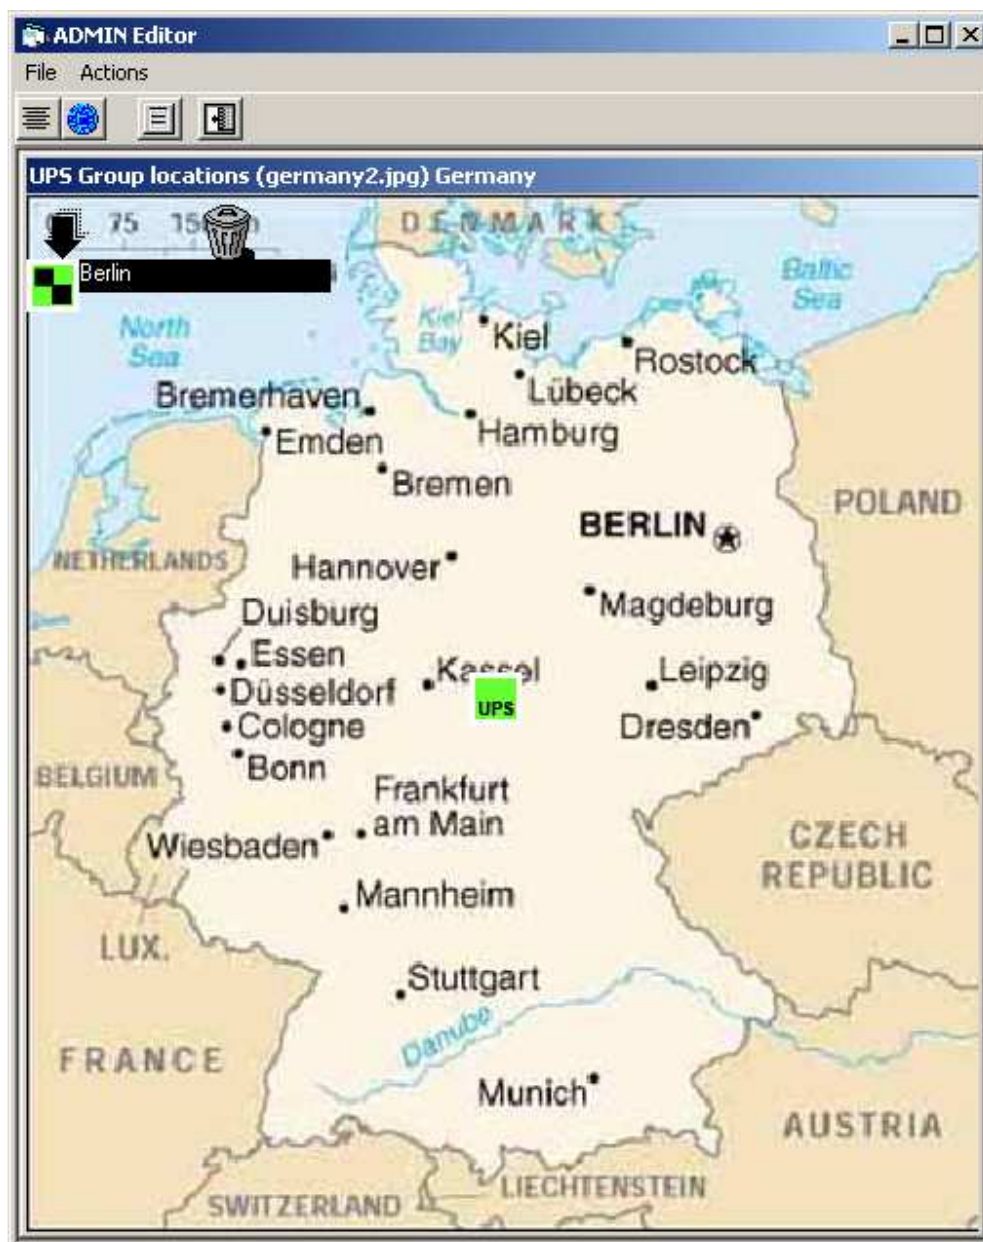 ADMIN Editor
File Actions
UPS Group locations (germany2.jpg) Germany
75
DENMARK
Berlin
Baltic
Sea
North
Sea
Kiel
Bay
Kiel
Rostock
Lübeck
Bremerhaven
Hamburg
Emden
Bremen
POLAND
BERLIN
NETHERLANDS
Hannover
Magdeburg
Duisburg
Essen
Kassel
Leipzig
Düsseldorf
UPS
Cologne
Dresden
Bonn
BELGIUM
Frankfurt
am Main
Wiesbaden
CZECH
REPUBLIC
Mannheim
LUX.
Stuttgart
Danube
FRANCE
Munich
AUSTRIA
LIECHTENSTEIN
SWITZERLAND